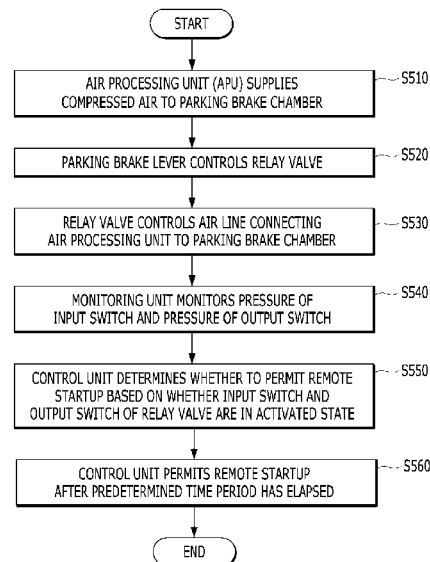 START
AIR PROCESSING UNIT (APU) SUPPLIES
COMPRESSED AIR TO PARKING BRAKE CHAMBER
S510
PARKING BRAKE LEVER CONTROLS RELAY VALVE
S520
RELAY VALVE CONTROLS AIR LINE CONNECTING
AIR PROCESSING UNIT TO PARKING BRAKE CHAMBER
S530
MONITORING UNIT MONITORS PRESSURE OF
INPUT SWITCH AND PRESSURE OF OUTPUT SWITCH
S540
CONTROL UNIT DETERMINES WHETHER TO PERMIT REMOTE
STARTUP BASED ON WHETHER INPUT SWITCH AND
OUTPUT SWITCH OF RELAY VALVE ARE IN ACTIVATED STATE
S550
CONTROL UNIT PERMITS REMOTE STARTUP
AFTER PREDETERMINED TIME PERIOD HAS ELAPSED
S560
END